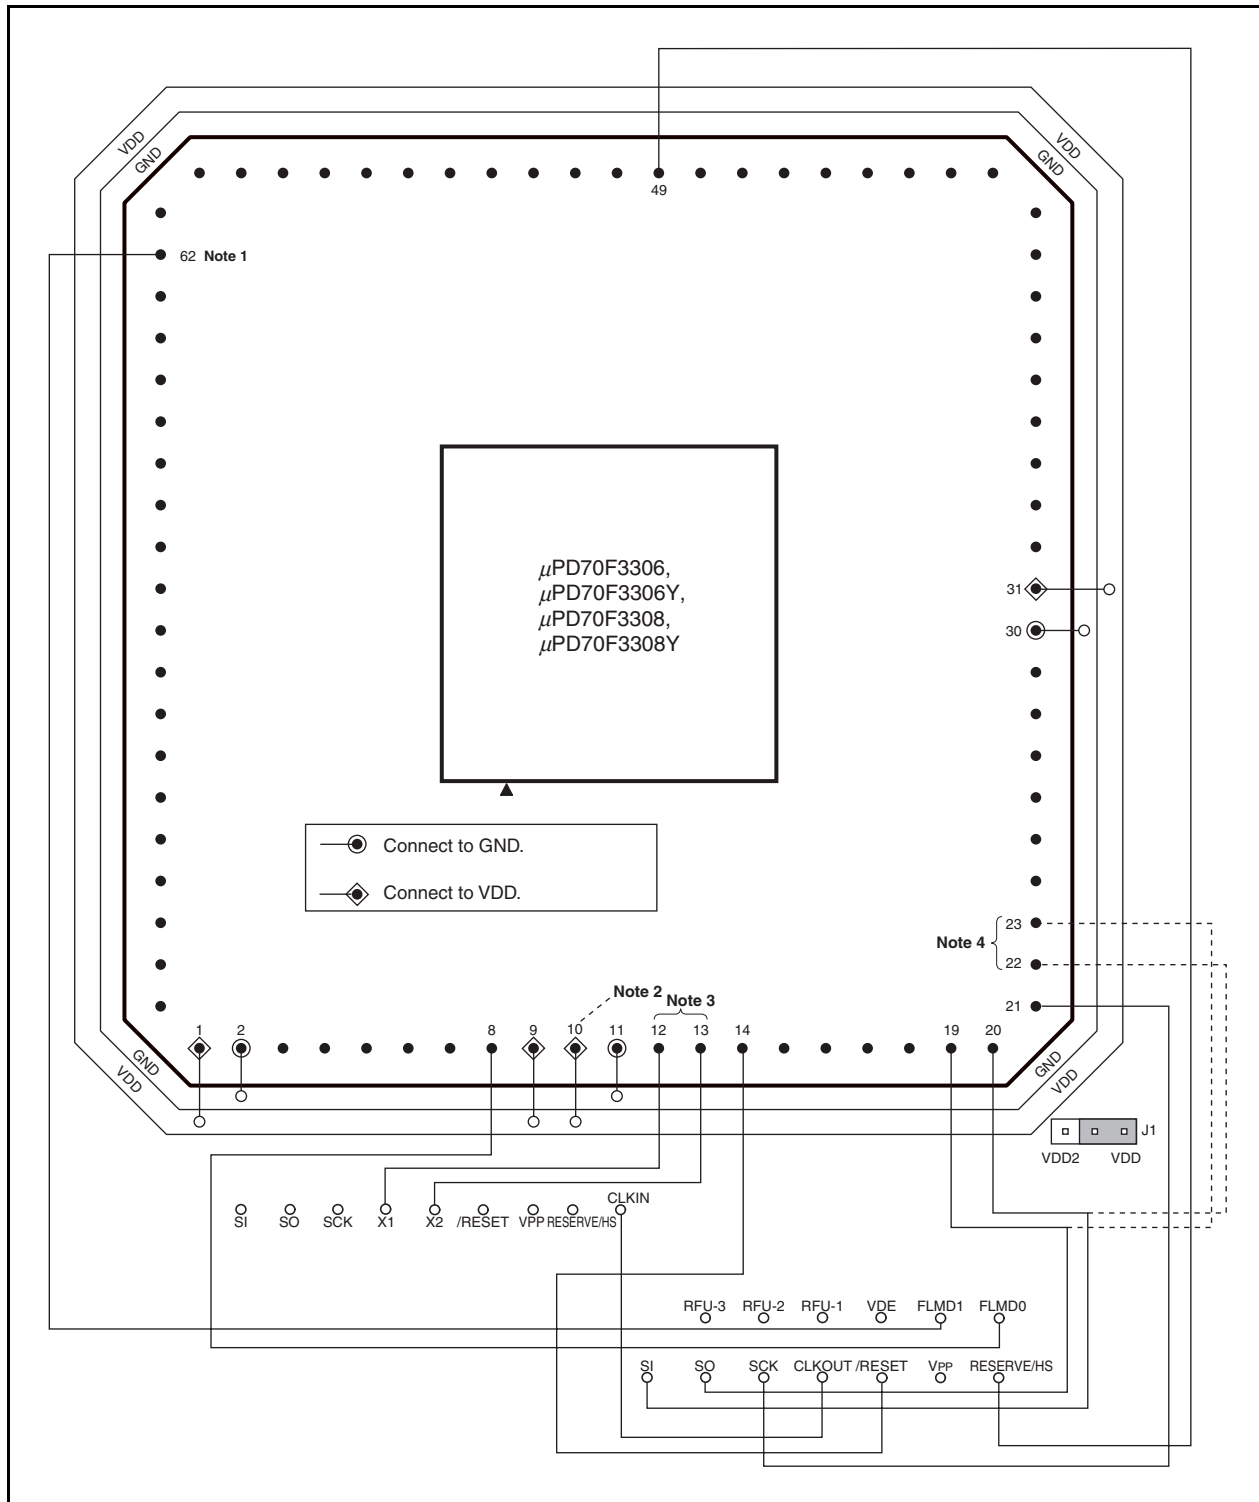 VDD
GND
VDD
GND
49
62 Note 1
μPD70F3306,
μPD70F3306Y,
μPD70F3308,
μPD70F3308Y
31
30
Connect to GND.
Connect to VDD.
23
Note 4
22
21
Note 2
Note 3
1 2 8 9 10 11 12 13 14 19 20
GND
VDD
GND
VDD
J1
VDD2 VDD
CLKIN
SI SO SCK X1 X2 /RESET VPP RESERVE/HS
RFU-3 RFU-2 RFU-1 VDE FLMD1 FLMD0
SI SO SCK CLKOUT /RESET VPP RESERVE/HS